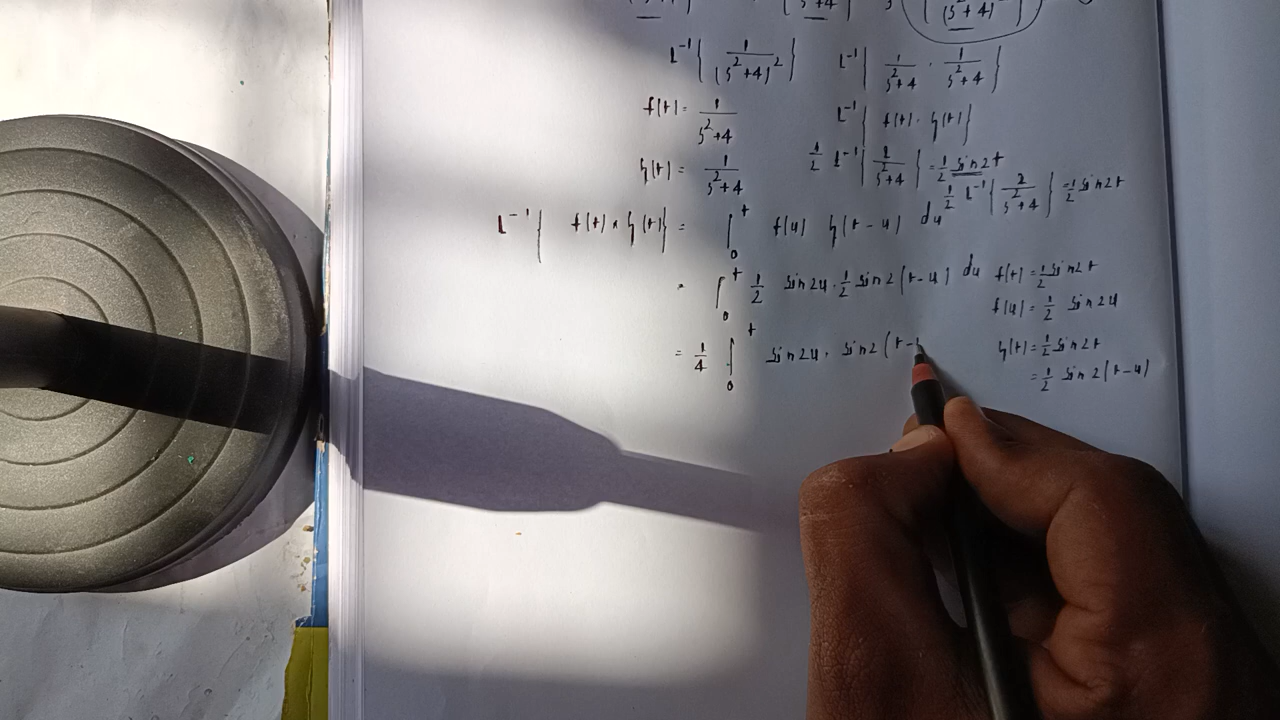 L⁻¹{ 1/(s²+4)² }   L⁻¹{ 1/(s²+4) · 1/(s²+4) }
f(t) = 1/(s²+4)   L⁻¹{ f(t) · g(t) }
g(t) = 1/(s²+4)   1/2 L⁻¹{ 2/(s²+4) } = 1/2 sin2t
1/2 L⁻¹{ 2/(s²+4) } = 1/2 sin2t
L⁻¹{ f(t) * g(t) } = ∫₀ᵗ f(u) g(t-u) du
= ∫₀ᵗ 1/2 sin2u · 1/2 sin2(t-u) du   f(t) = 1/2 sin2t
f(u) = 1/2 sin2u
= 1/4 ∫₀ᵗ sin2u · sin2(t-   g(t) = 1/2 sin2t
= 1/2 sin2(t-u)